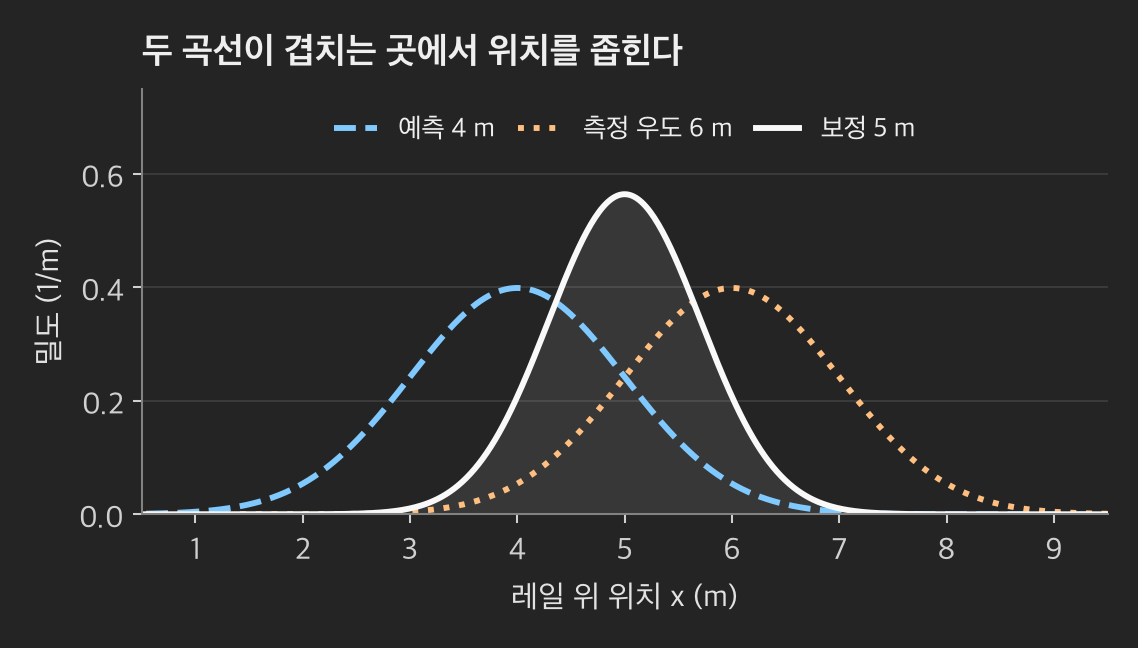 두 곡선이 겹치는 곳에서 위치를 좁힌다
예측 4 m 측정 우도 6 m 보정 5 m
밀도 (1/m)
0.6
0.4
0.2
0.0
1 2 3 4 5 6 7 8 9
레일 위 위치 x (m)